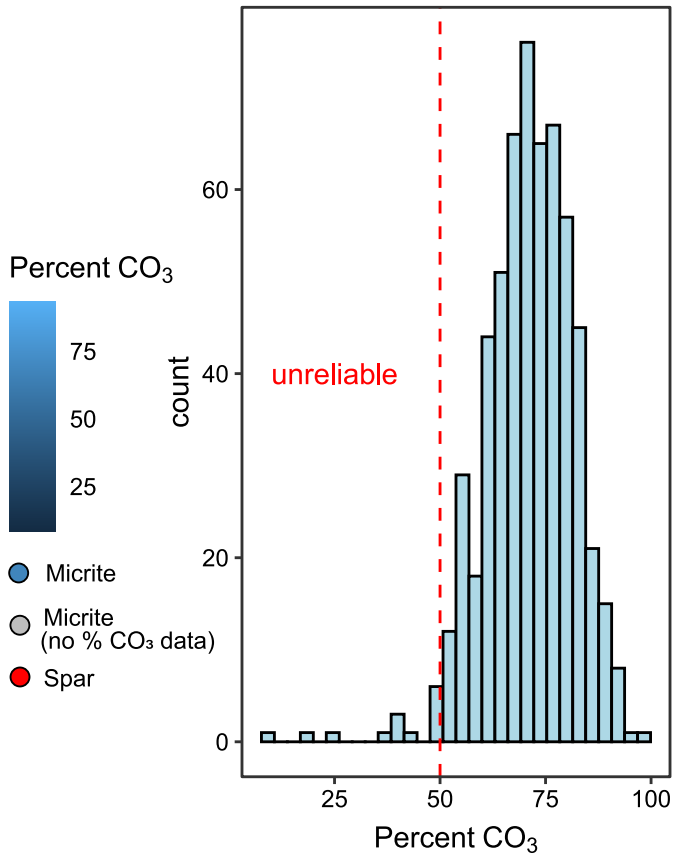 Percent CO₃
75
50
25
Micrite
Micrite
(no % CO₃ data)
Spar
count
60
40
20
0
unreliable
25
50
75
100
Percent CO₃